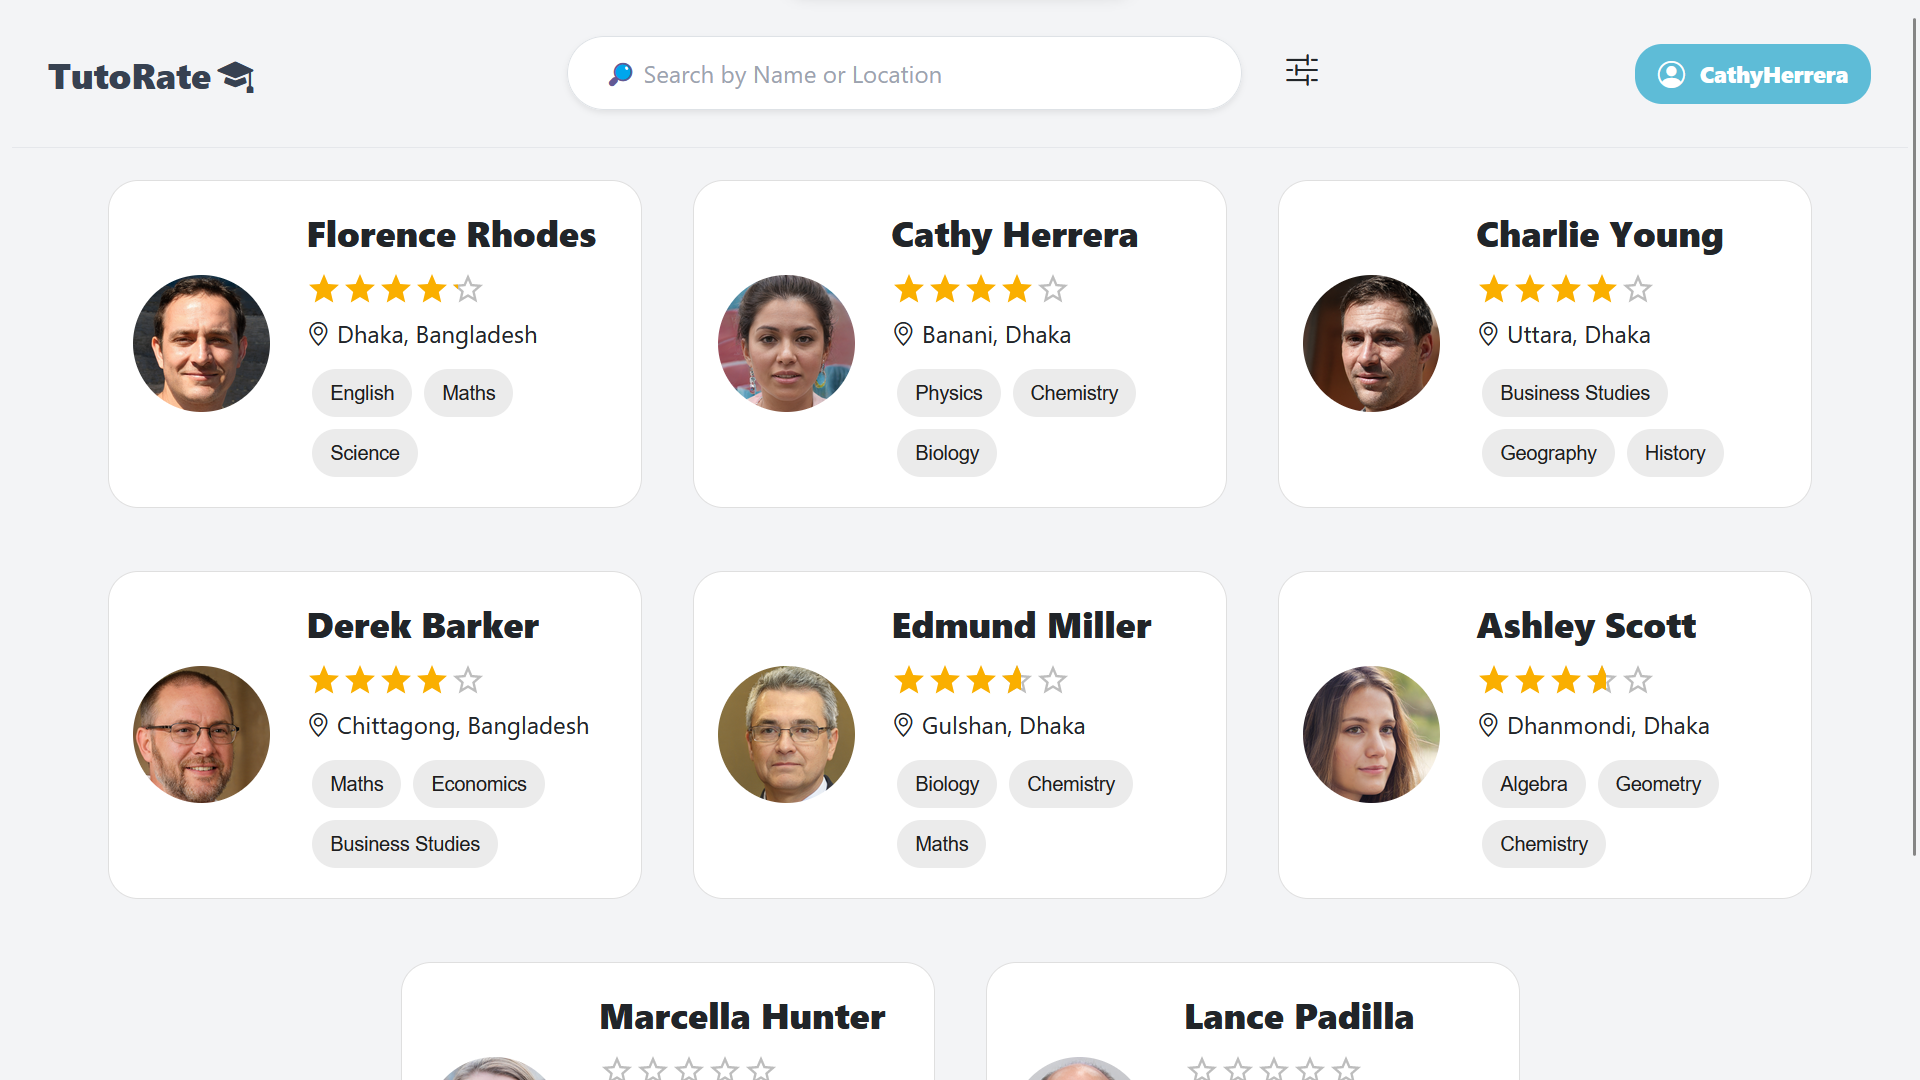 TutoRate
Search by Name or Location
CathyHerrera
Florence Rhodes
Dhaka, Bangladesh
English
Maths
Science
Cathy Herrera
Banani, Dhaka
Physics
Chemistry
Biology
Charlie Young
Uttara, Dhaka
Business Studies
Geography
History
Derek Barker
Chittagong, Bangladesh
Maths
Economics
Business Studies
Edmund Miller
Gulshan, Dhaka
Biology
Chemistry
Maths
Ashley Scott
Dhanmondi, Dhaka
Algebra
Geometry
Chemistry
Marcella Hunter
Lance Padilla